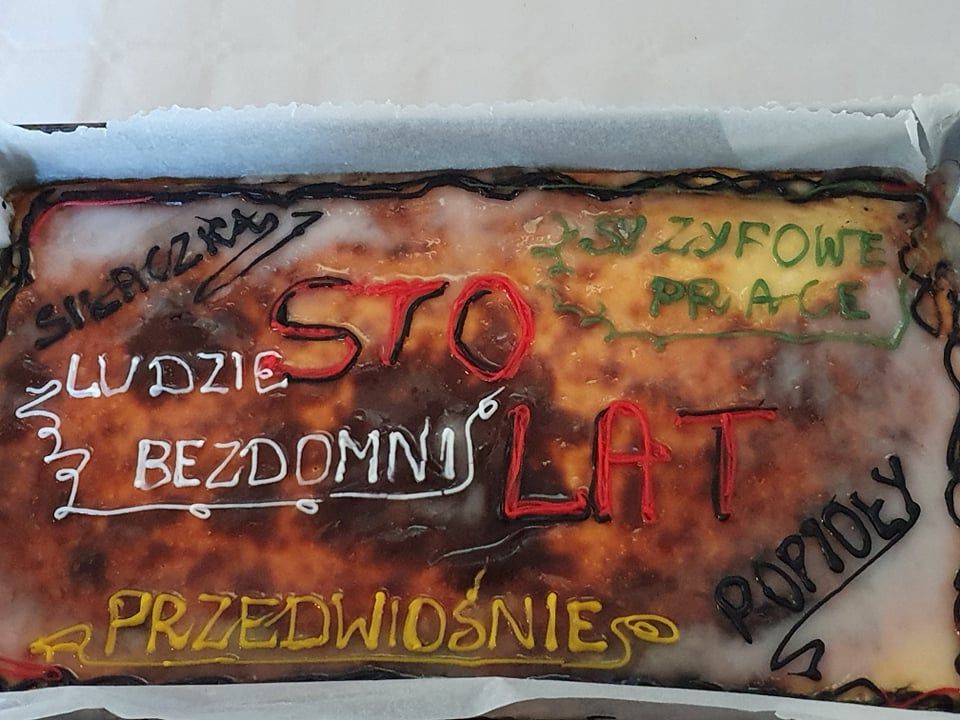 SIŁACZKA
SYZYFOWE
PRACE
STO
LAT
LUDZIE
BEZDOMNI
POPIOŁY
PRZEDWIOŚNIE